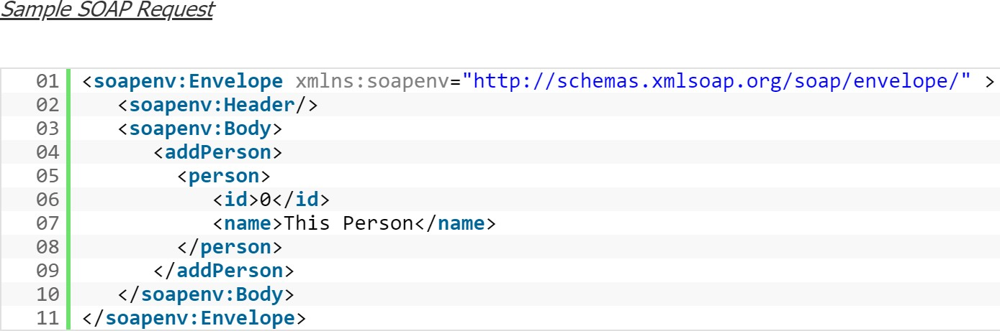 Sample SOAP Request
01 <soapenv:Envelope xmlns:soapenv="http://schemas.xmlsoap.org/soap/envelope/" >
02    <soapenv:Header/>
03    <soapenv:Body>
04       <addPerson>
05         <person>
06            <id>0</id>
07            <name>This Person</name>
08         </person>
09       </addPerson>
10    </soapenv:Body>
11 </soapenv:Envelope>